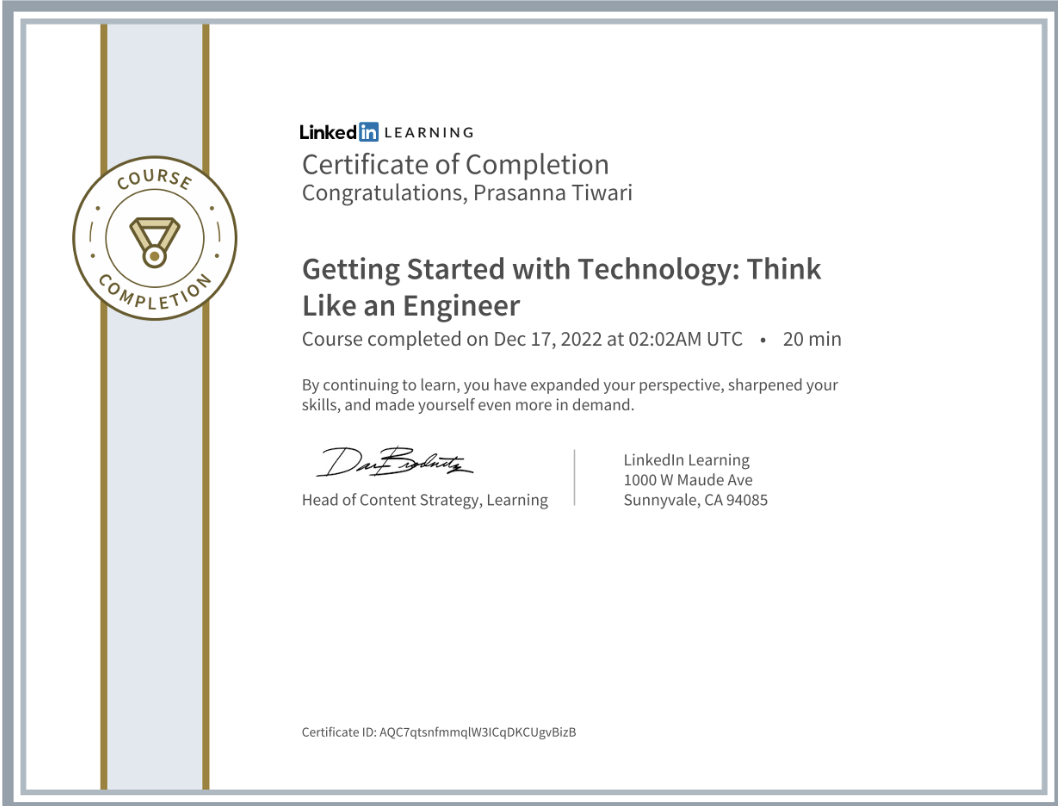 COURSE
COMPLETION
Linked in LEARNING
Certificate of Completion
Congratulations, Prasanna Tiwari
Getting Started with Technology: Think
Like an Engineer
Course completed on Dec 17, 2022 at 02:02AM UTC • 20 min
By continuing to learn, you have expanded your perspective, sharpened your
skills, and made yourself even more in demand.
Head of Content Strategy, Learning
LinkedIn Learning
1000 W Maude Ave
Sunnyvale, CA 94085
Certificate ID: AQC7qtsnfmmqlW3ICqDKCUgvBizB